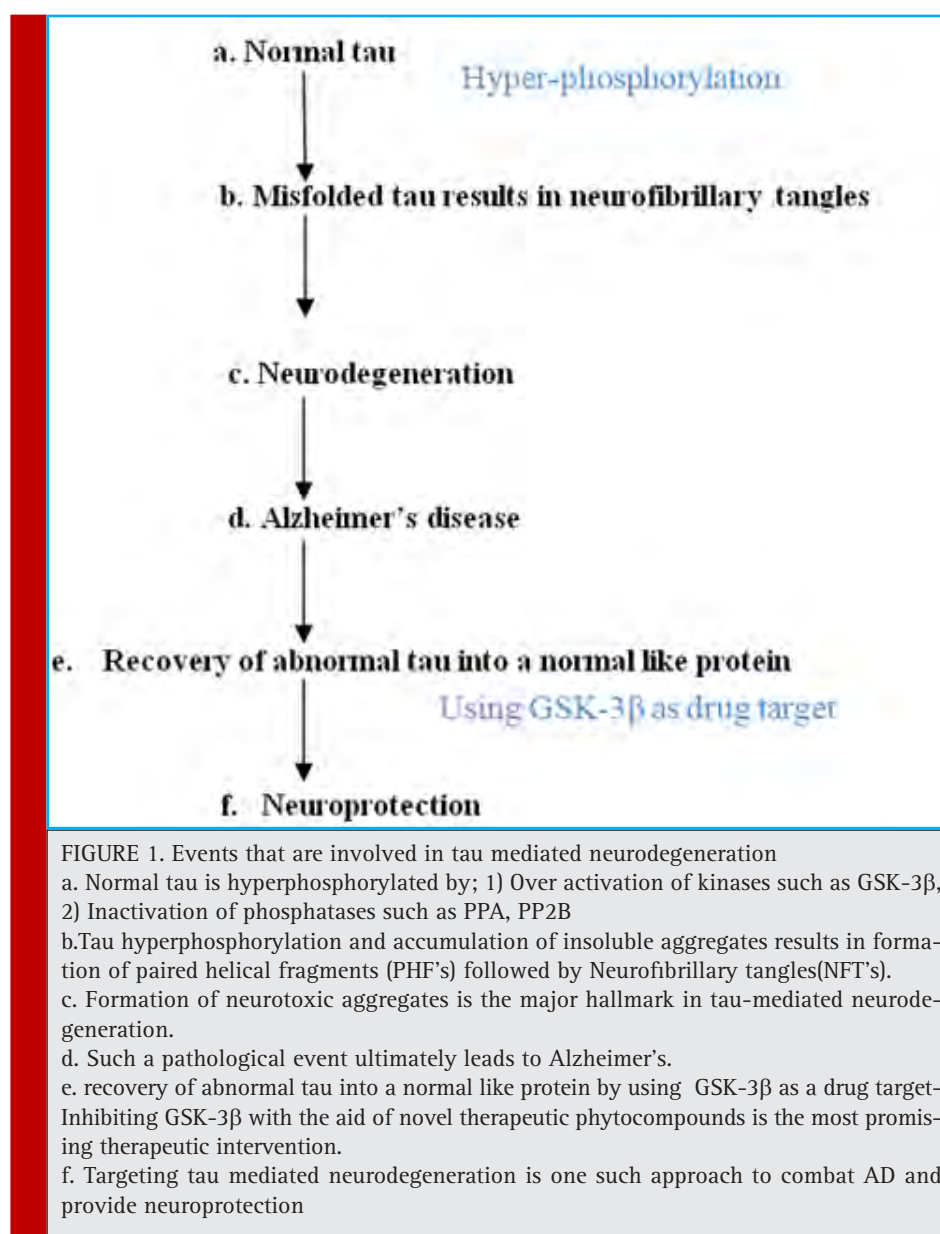 a. Normal tau
Hyper-phosphorylation
b. Misfolded tau results in neurofibrillary tangles
c. Neurodegeneration
d. Alzheimer's disease
e. Recovery of abnormal tau into a normal like protein
Using GSK-3β as drug target
f. Neuroprotection
FIGURE 1. Events that are involved in tau mediated neurodegeneration
a. Normal tau is hyperphosphorylated by; 1) Over activation of kinases such as GSK-3β,
2) Inactivation of phosphatases such as PPA, PP2B
b.Tau hyperphosphorylation and accumulation of insoluble aggregates results in forma-
tion of paired helical fragments (PHF's) followed by Neurofibrillary tangles(NFT's).
c. Formation of neurotoxic aggregates is the major hallmark in tau-mediated neurode-
generation.
d. Such a pathological event ultimately leads to Alzheimer's.
e. recovery of abnormal tau into a normal like protein by using GSK-3β as a drug target-
Inhibiting GSK-3β with the aid of novel therapeutic phytocompounds is the most promis-
ing therapeutic intervention.
f. Targeting tau mediated neurodegeneration is one such approach to combat AD and
provide neuroprotection